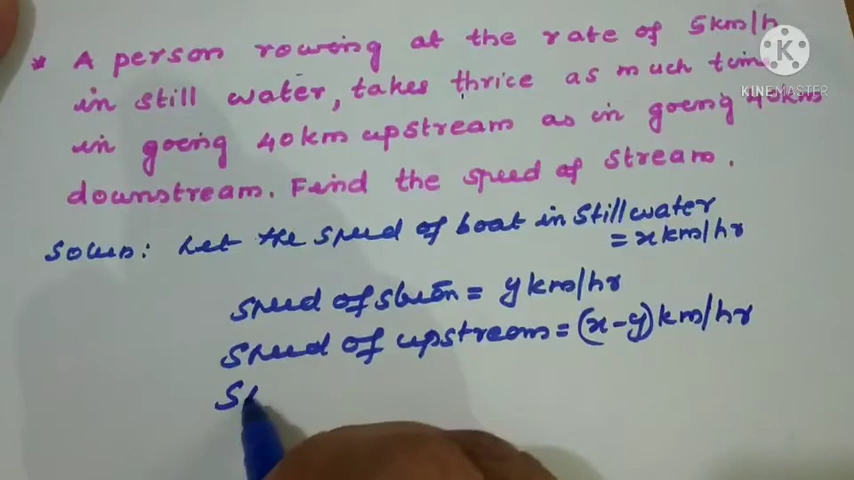 * A person rowing at the rate of 5km/h
in still water, takes thrice as much time
in going 40km upstream as in going 40km
downstream. Find the speed of stream.
Solun: Let the speed of boat in still water
= x km/hr
speed of stream = y km/hr
speed of upstream = (x-y) km/hr
K
KINEMASTER